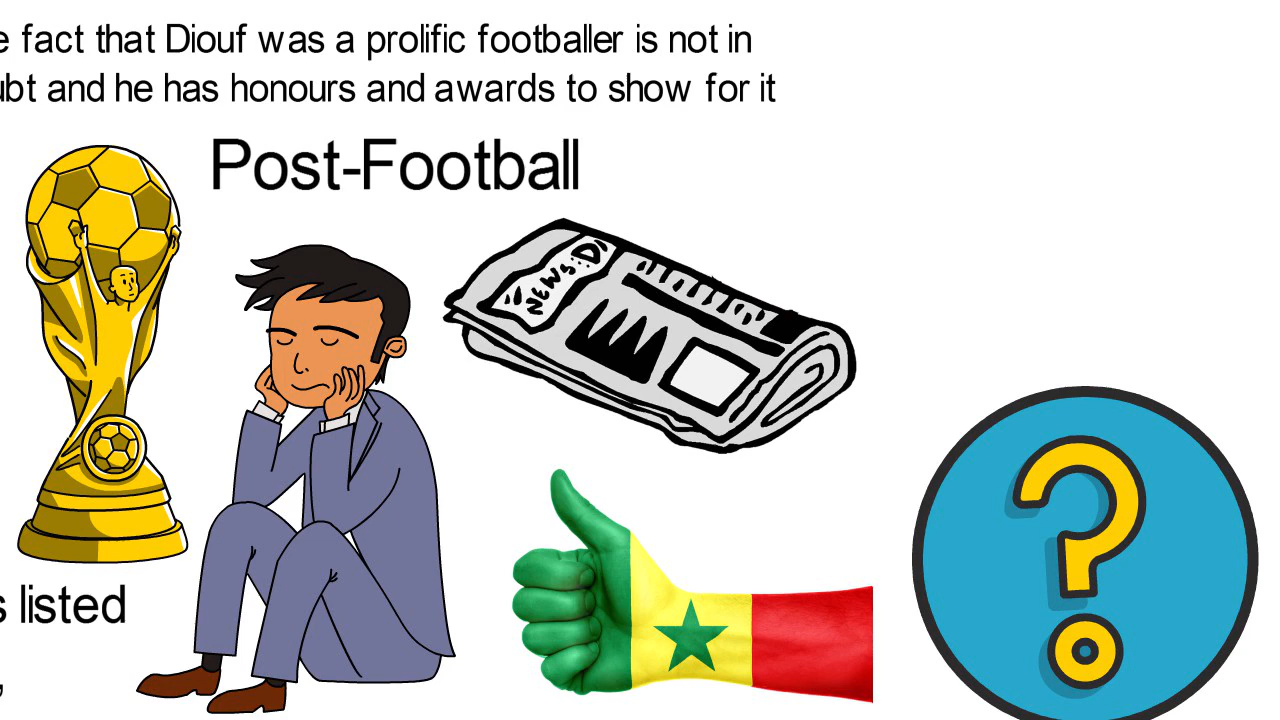 e fact that Diouf was a prolific footballer is not in
ubt and he has honours and awards to show for it
Post-Football
NEWS
s listed
,